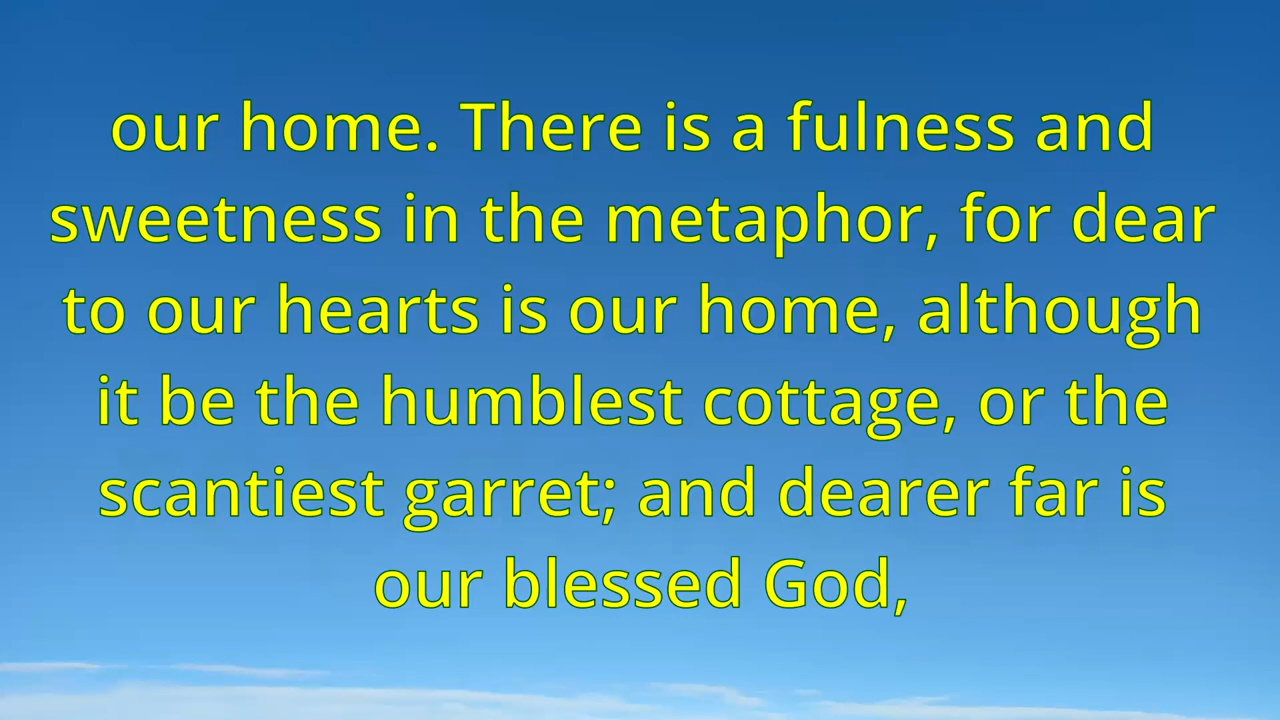 our home. There is a fulness and
sweetness in the metaphor, for dear
to our hearts is our home, although
it be the humblest cottage, or the
scantiest garret; and dearer far is
our blessed God,